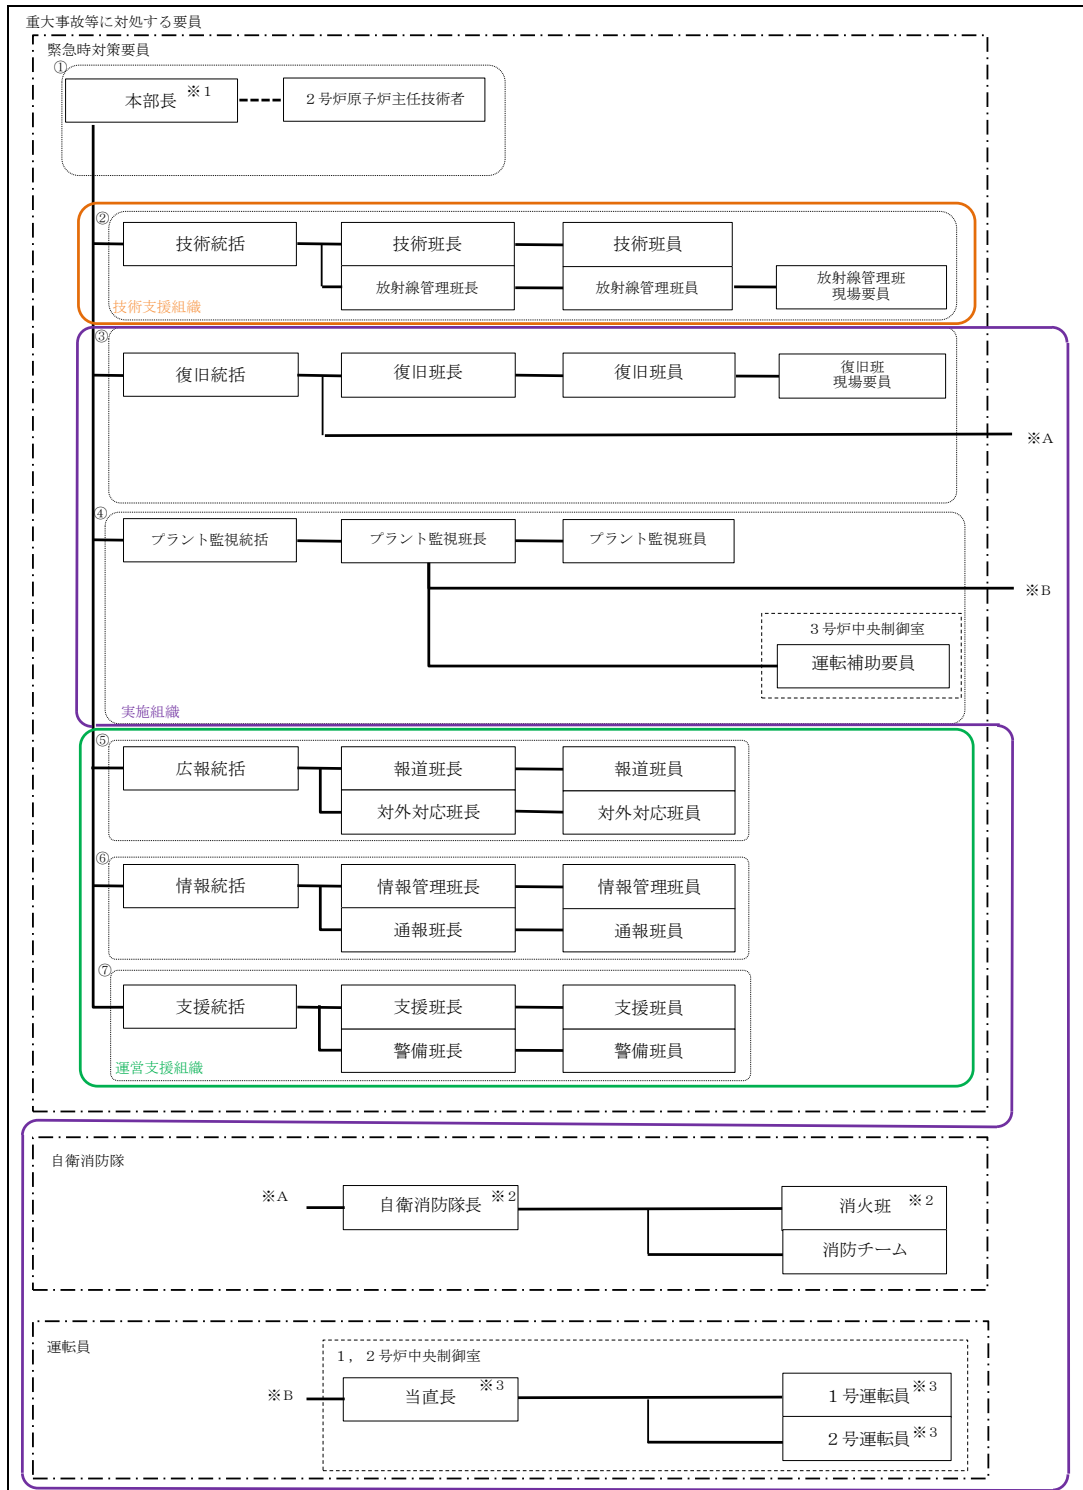 重大事故等に対処する要員
緊急時対策要員
①
本部長 ※1
2号炉原子炉主任技術者
②
技術統括
技術班長
技術班員
放射線管理班長
放射線管理班員
放射線管理班
現場要員
技術支援組織
③
復旧統括
復旧班長
復旧班員
復旧班
現場要員
※A
④
プラント監視統括
プラント監視班長
プラント監視班員
※B
3号炉中央制御室
運転補助要員
実施組織
⑤
広報統括
報道班長
報道班員
対外対応班長
対外対応班員
⑥
情報統括
情報管理班長
情報管理班員
通報班長
通報班員
⑦
支援統括
支援班長
支援班員
警備班長
警備班員
運営支援組織
自衛消防隊
※A
自衛消防隊長 ※2
消火班 ※2
消防チーム
運転員
1,2号炉中央制御室
※B
当直長 ※3
1号運転員※3
2号運転員※3